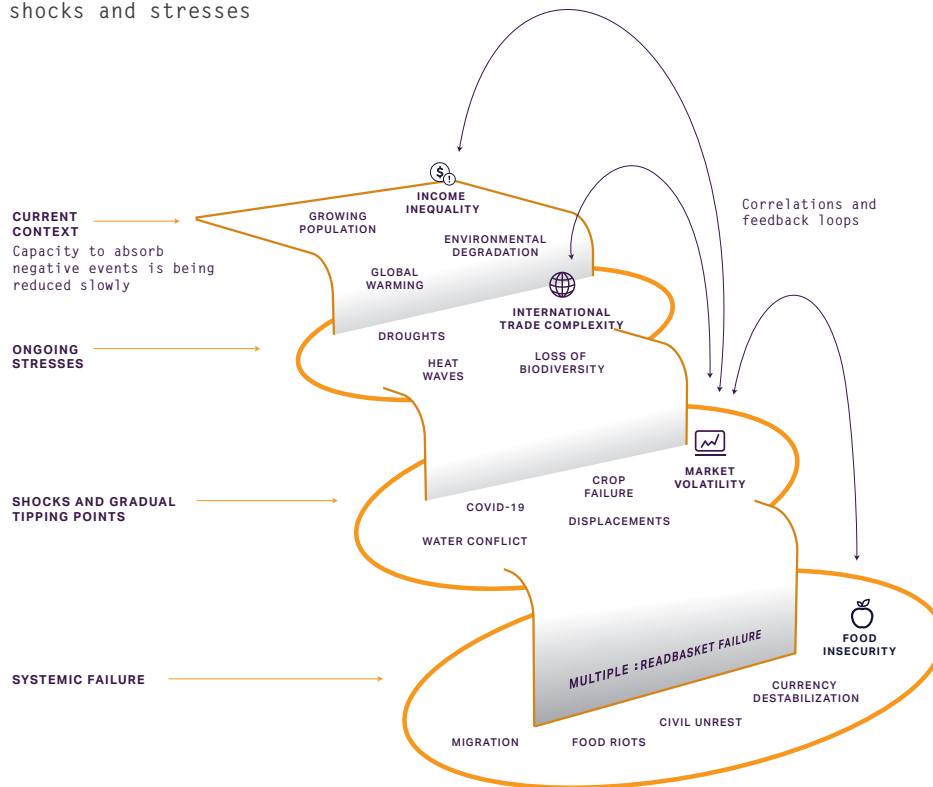 shocks and stresses
INCOME
INEQUALITY
GROWING
POPULATION
ENVIRONMENTAL
DEGRADATION
GLOBAL
WARMING
Correlations and
feedback loops
CURRENT
CONTEXT
Capacity to absorb
negative events is being
reduced slowly
INTERNATIONAL
TRADE COMPLEXITY
DROUGHTS
HEAT
WAVES
LOSS OF
BIODIVERSITY
ONGOING
STRESSES
MARKET
VOLATILITY
CROP
FAILURE
COVID-19
DISPLACEMENTS
WATER CONFLICT
SHOCKS AND GRADUAL
TIPPING POINTS
MULTIPLE :READBASKET FAILURE
FOOD
INSECURITY
CURRENCY
DESTABILIZATION
CIVIL UNREST
FOOD RIOTS
MIGRATION
SYSTEMIC FAILURE